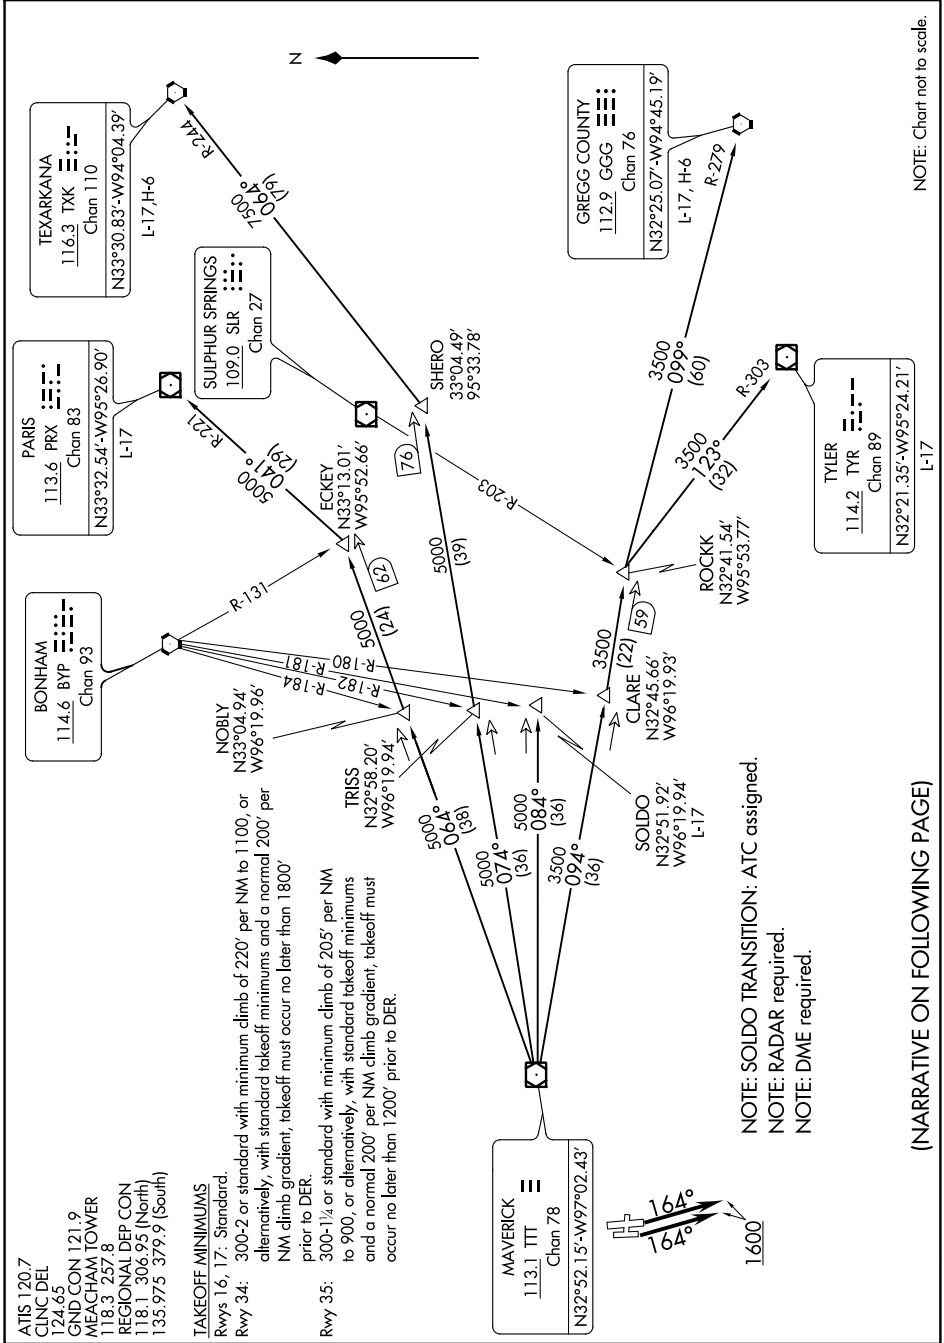 ATIS 120.7
CLNC DEL
124.65
GND CON 121.9
MEACHAM TOWER
118.3 257.8
REGIONAL DEP CON
118.1 306.95 (North)
135.975 379.9 (South)
TAKEOFF MINIMUMS
Rwys 16, 17: Standard.
Rwy 34: 300-2 or standard with minimum climb of 220' per NM to 1100, or
alternatively, with standard takeoff minimums and a normal 200' per
NM climb gradient, takeoff must occur no later than 1800'
prior to DER.
Rwy 35: 300-1¼ or standard with minimum climb of 205' per NM
to 900, or alternatively, with standard takeoff minimums
and a normal 200' per NM climb gradient, takeoff must
occur no later than 1200' prior to DER.
BONHAM
114.6 BYP
Chan 93
PARIS
113.6 PRX
Chan 83
N33°32.54'-W95°26.90'
L-17
TEXARKANA
116.3 TXK
Chan 110
N33°30.83'-W94°04.39'
L-17,H-6
SULPHUR SPRINGS
109.0 SLR
Chan 27
N
R-244
7500
064°
(79)
R-221
5000
041°
(29)
R-131
R-184
R-181
R-182
R-180
R-203
NOBLY
N33°04.94'
W96°19.96'
ECKEY
N33°13.01'
W95°52.66'
62
5000
(24)
SHERO
33°04.49'
95°33.78'
76
5000
(39)
TRISS
N32°58.20'
W96°19.94'
5000
064°
(38)
5000
074°
(36)
5000
084°
(36)
3500
094°
(36)
SOLDO
N32°51.92'
W96°19.94'
L-17
CLARE
N32°45.66'
W96°19.93'
3500
(22)
59
ROCKK
N32°41.54'
W95°53.77'
3500
099°
(60)
R-279
3500
123°
(32)
R-303
GREGG COUNTY
112.9 GGG
Chan 76
N32°25.07'-W94°45.19'
L-17, H-6
TYLER
114.2 TYR
Chan 89
N32°21.35'-W95°24.21'
L-17
MAVERICK
113.1 TTT
Chan 78
N32°52.15'-W97°02.43'
164°
164°
1600
NOTE: SOLDO TRANSITION: ATC assigned.
NOTE: RADAR required.
NOTE: DME required.
NOTE: Chart not to scale.
(NARRATIVE ON FOLLOWING PAGE)